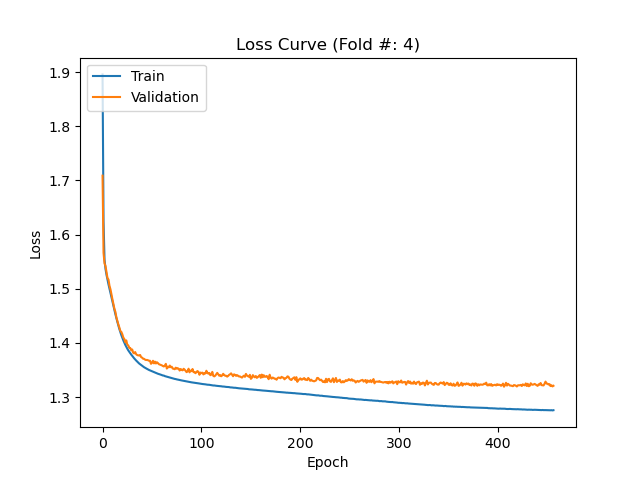 Loss Curve (Fold #: 4)
Train
Validation
1.9
1.8
1.7
1.6
1.5
1.4
1.3
Loss
0 100 200 300 400
Epoch